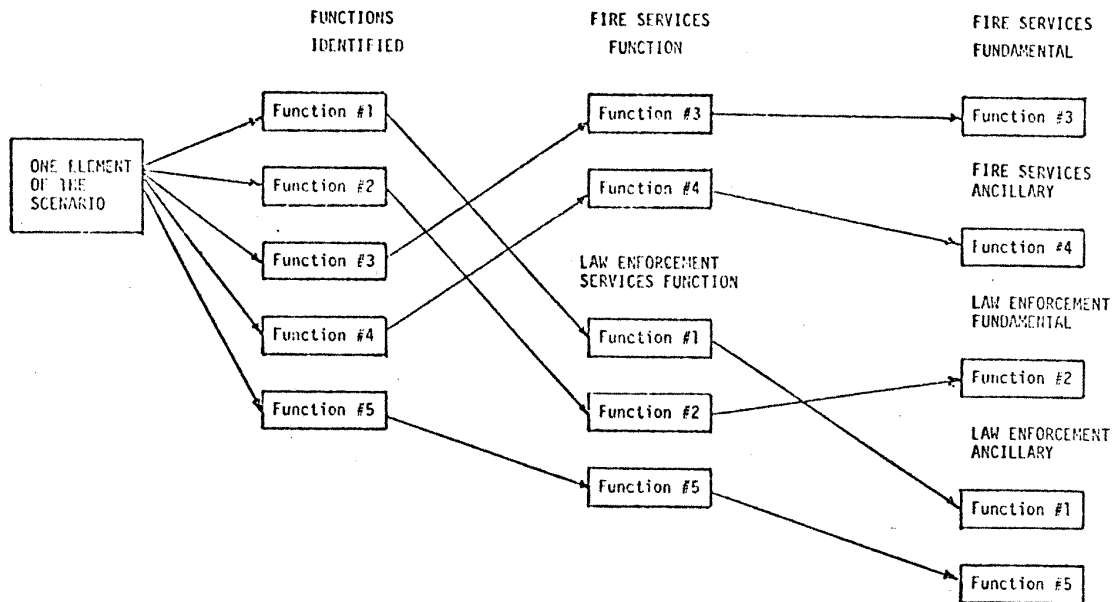 FUNCTIONS
IDENTIFIED
Function #1
Function #2
Function #3
Function #4
Function #5
ONE ELEMENT
OF THE
SCENARIO
FIRE SERVICES
FUNCTION
Function #3
Function #4
LAW ENFORCEMENT
SERVICES FUNCTION
Function #1
Function #2
Function #5
FIRE SERVICES
FUNDAMENTAL
Function #3
FIRE SERVICES
ANCILLARY
Function #4
LAW ENFORCEMENT
FUNDAMENTAL
Function #2
LAW ENFORCEMENT
ANCILLARY
Function #1
Function #5